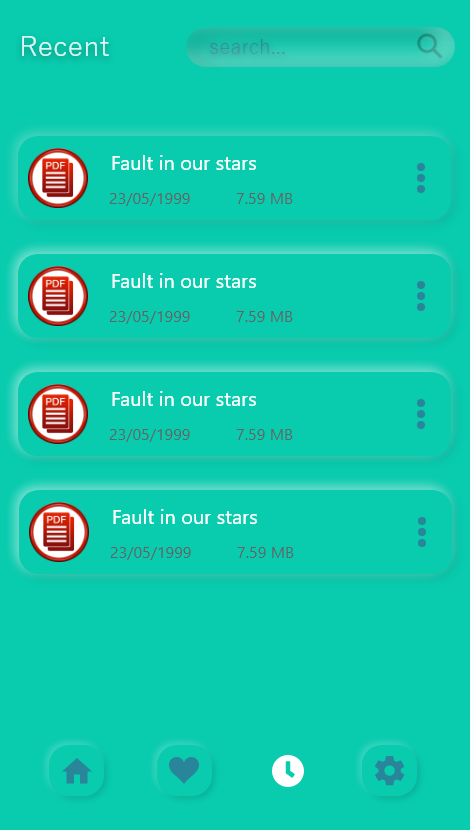 Recent
search...
PDF
Fault in our stars
23/05/1999 7.59 MB
PDF
Fault in our stars
23/05/1999 7.59 MB
PDF
Fault in our stars
23/05/1999 7.59 MB
PDF
Fault in our stars
23/05/1999 7.59 MB